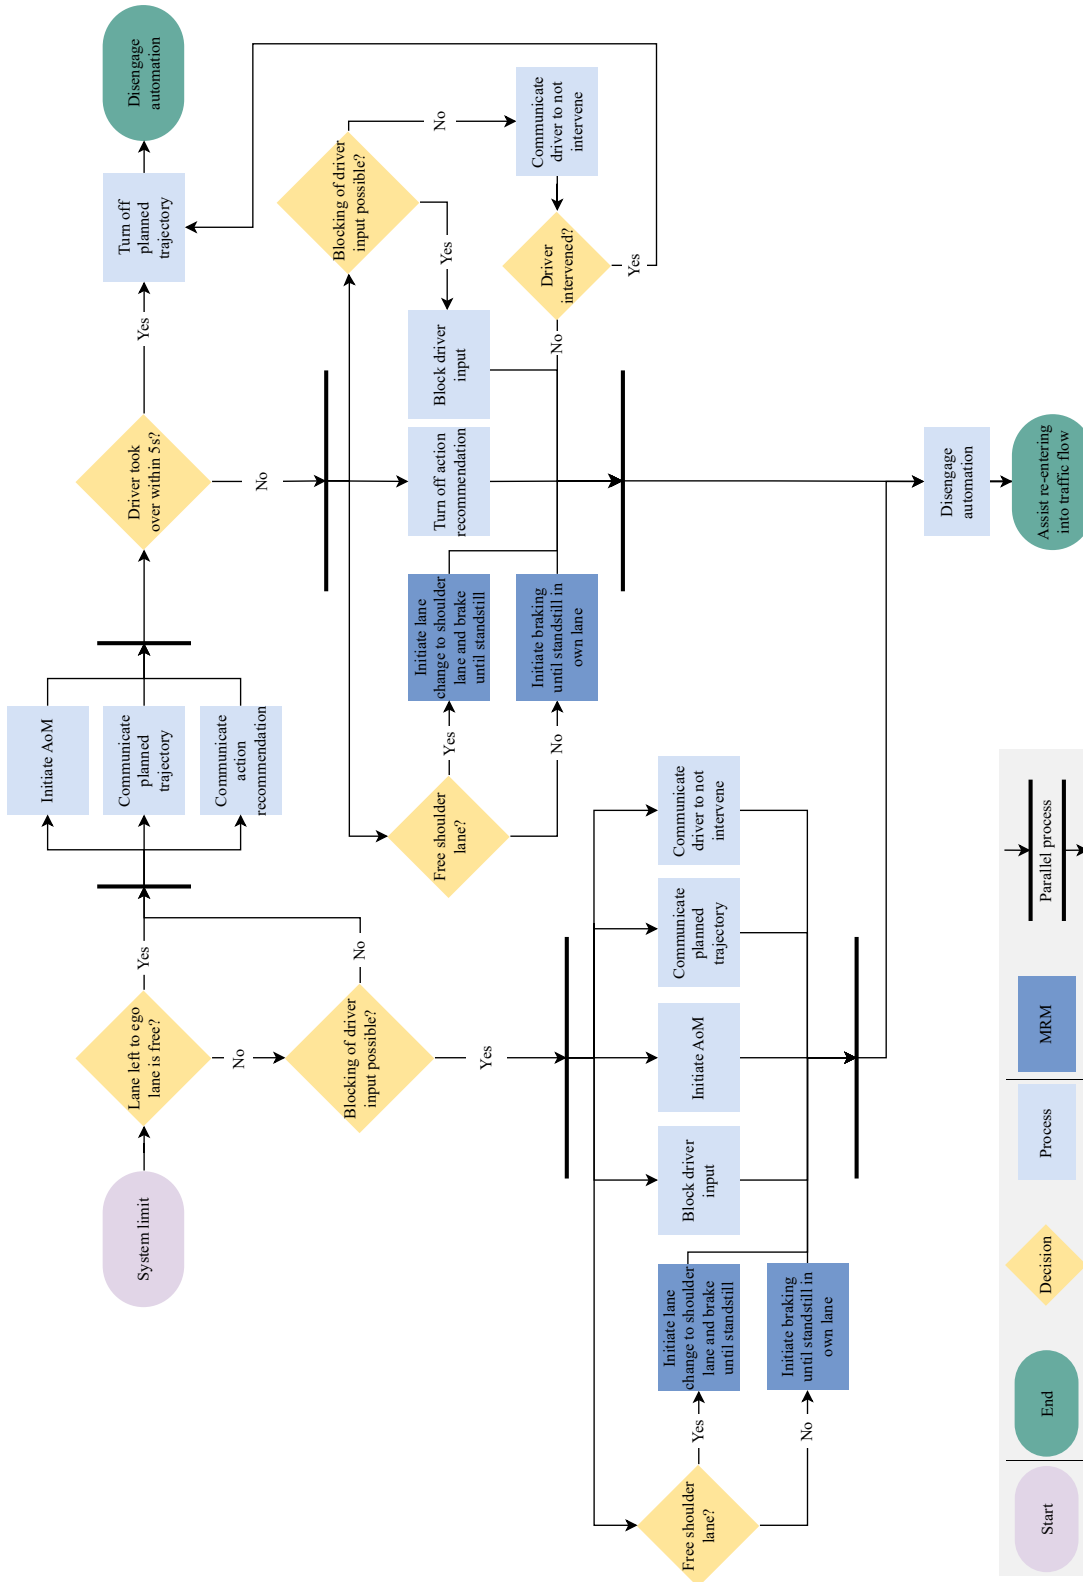 System limit
Lane left to ego
lane is free?
Yes
No
Blocking of driver
input possible?
No
Yes
Initiate AoM
Communicate
planned
trajectory
Communicate
action
recommendation
Driver took
over within 5s?
Yes
No
Turn off
planned
trajectory
Disengage
automation
Free shoulder
lane?
Yes
No
Initiate lane
change to shoulder
lane and brake
until standstill
Initiate braking
until standstill in
own lane
Turn off action
recommendation
Block driver
input
Blocking of driver
input possible?
Yes
No
Communicate
driver to not
intervene
Driver
intervened?
No
Yes
Free shoulder
lane?
Yes
No
Initiate lane
change to shoulder
lane and brake
until standstill
Initiate braking
until standstill in
own lane
Block driver
input
Initiate AoM
Communicate
planned
trajectory
Communicate
driver to not
intervene
Disengage
automation
Assist re-entering
into traffic flow
Start
End
Decision
Process
MRM
Parallel process